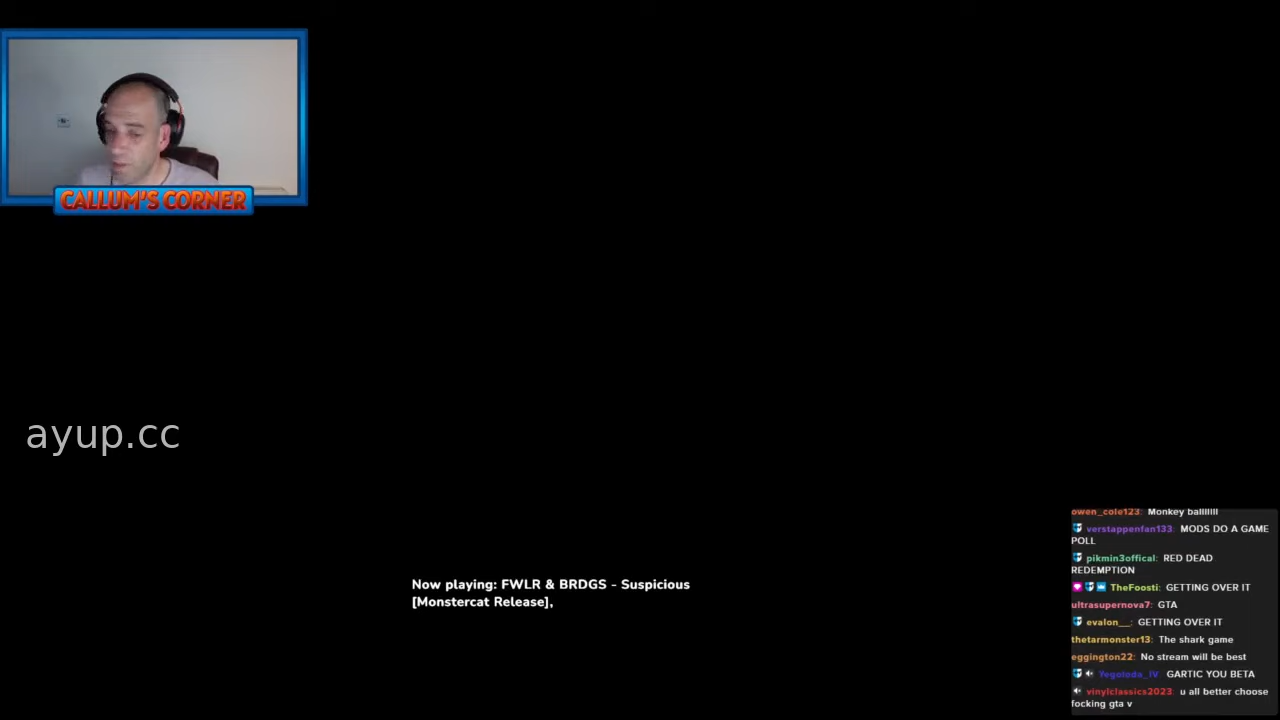 CALLUM'S CORNER
ayup.cc
Now playing: FWLR & BRDGS - Suspicious
[Monstercat Release],
owen_cole123: Monkey balllllll
verstappenfan133: MODS DO A GAME
POLL
pikmin3offical: RED DEAD
REDEMPTION
TheFoosti: GETTING OVER IT
ultrasupernova7: GTA
evalon__: GETTING OVER IT
thetarmonster13: The shark game
eggington22: No stream will be best
Yegoloda_IV: GARTIC YOU BETA
vinylclassics2023: u all better choose
focking gta v